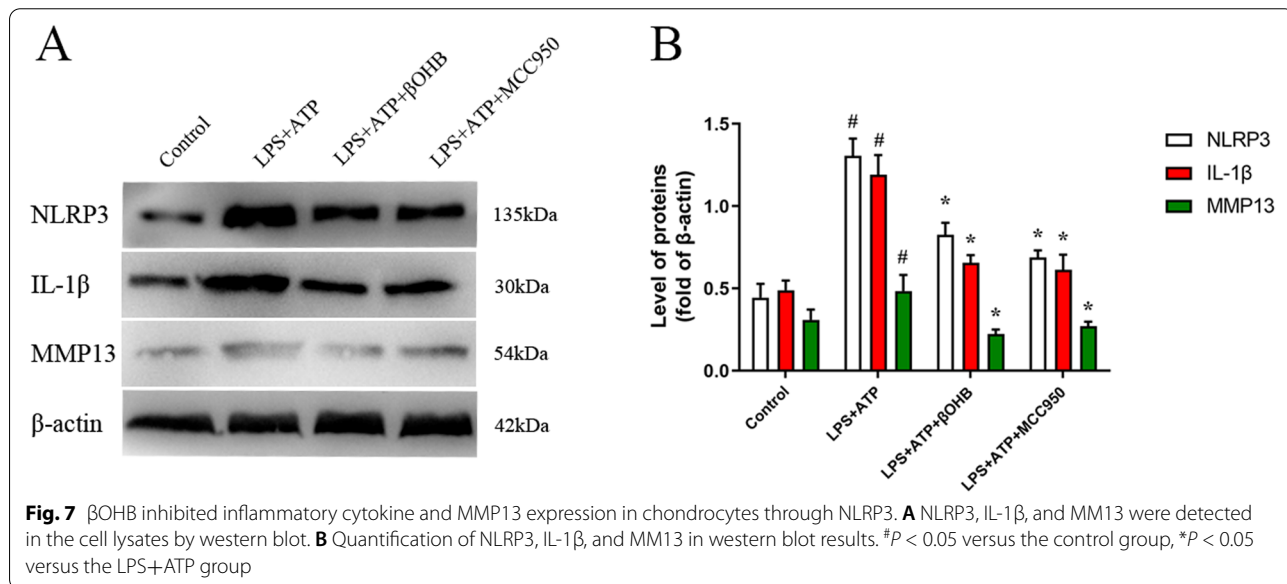 A
Control
LPS+ATP
LPS+ATP+βOHB
LPS+ATP+MCC950
NLRP3
135kDa
IL-1β
30kDa
MMP13
54kDa
β-actin
42kDa
B
Level of proteins
(fold of β-actin)
1.5
1.0
0.5
0.0
# # #
* * *
* * *
Control
LPS+ATP
LPS+ATP+βOHB
LPS+ATP+MCC950
NLRP3
IL-1β
MMP13
Fig. 7 βOHB inhibited inflammatory cytokine and MMP13 expression in chondrocytes through NLRP3. A NLRP3, IL-1β, and MM13 were detected
in the cell lysates by western blot. B Quantification of NLRP3, IL-1β, and MM13 in western blot results. #P < 0.05 versus the control group, *P < 0.05
versus the LPS+ATP group